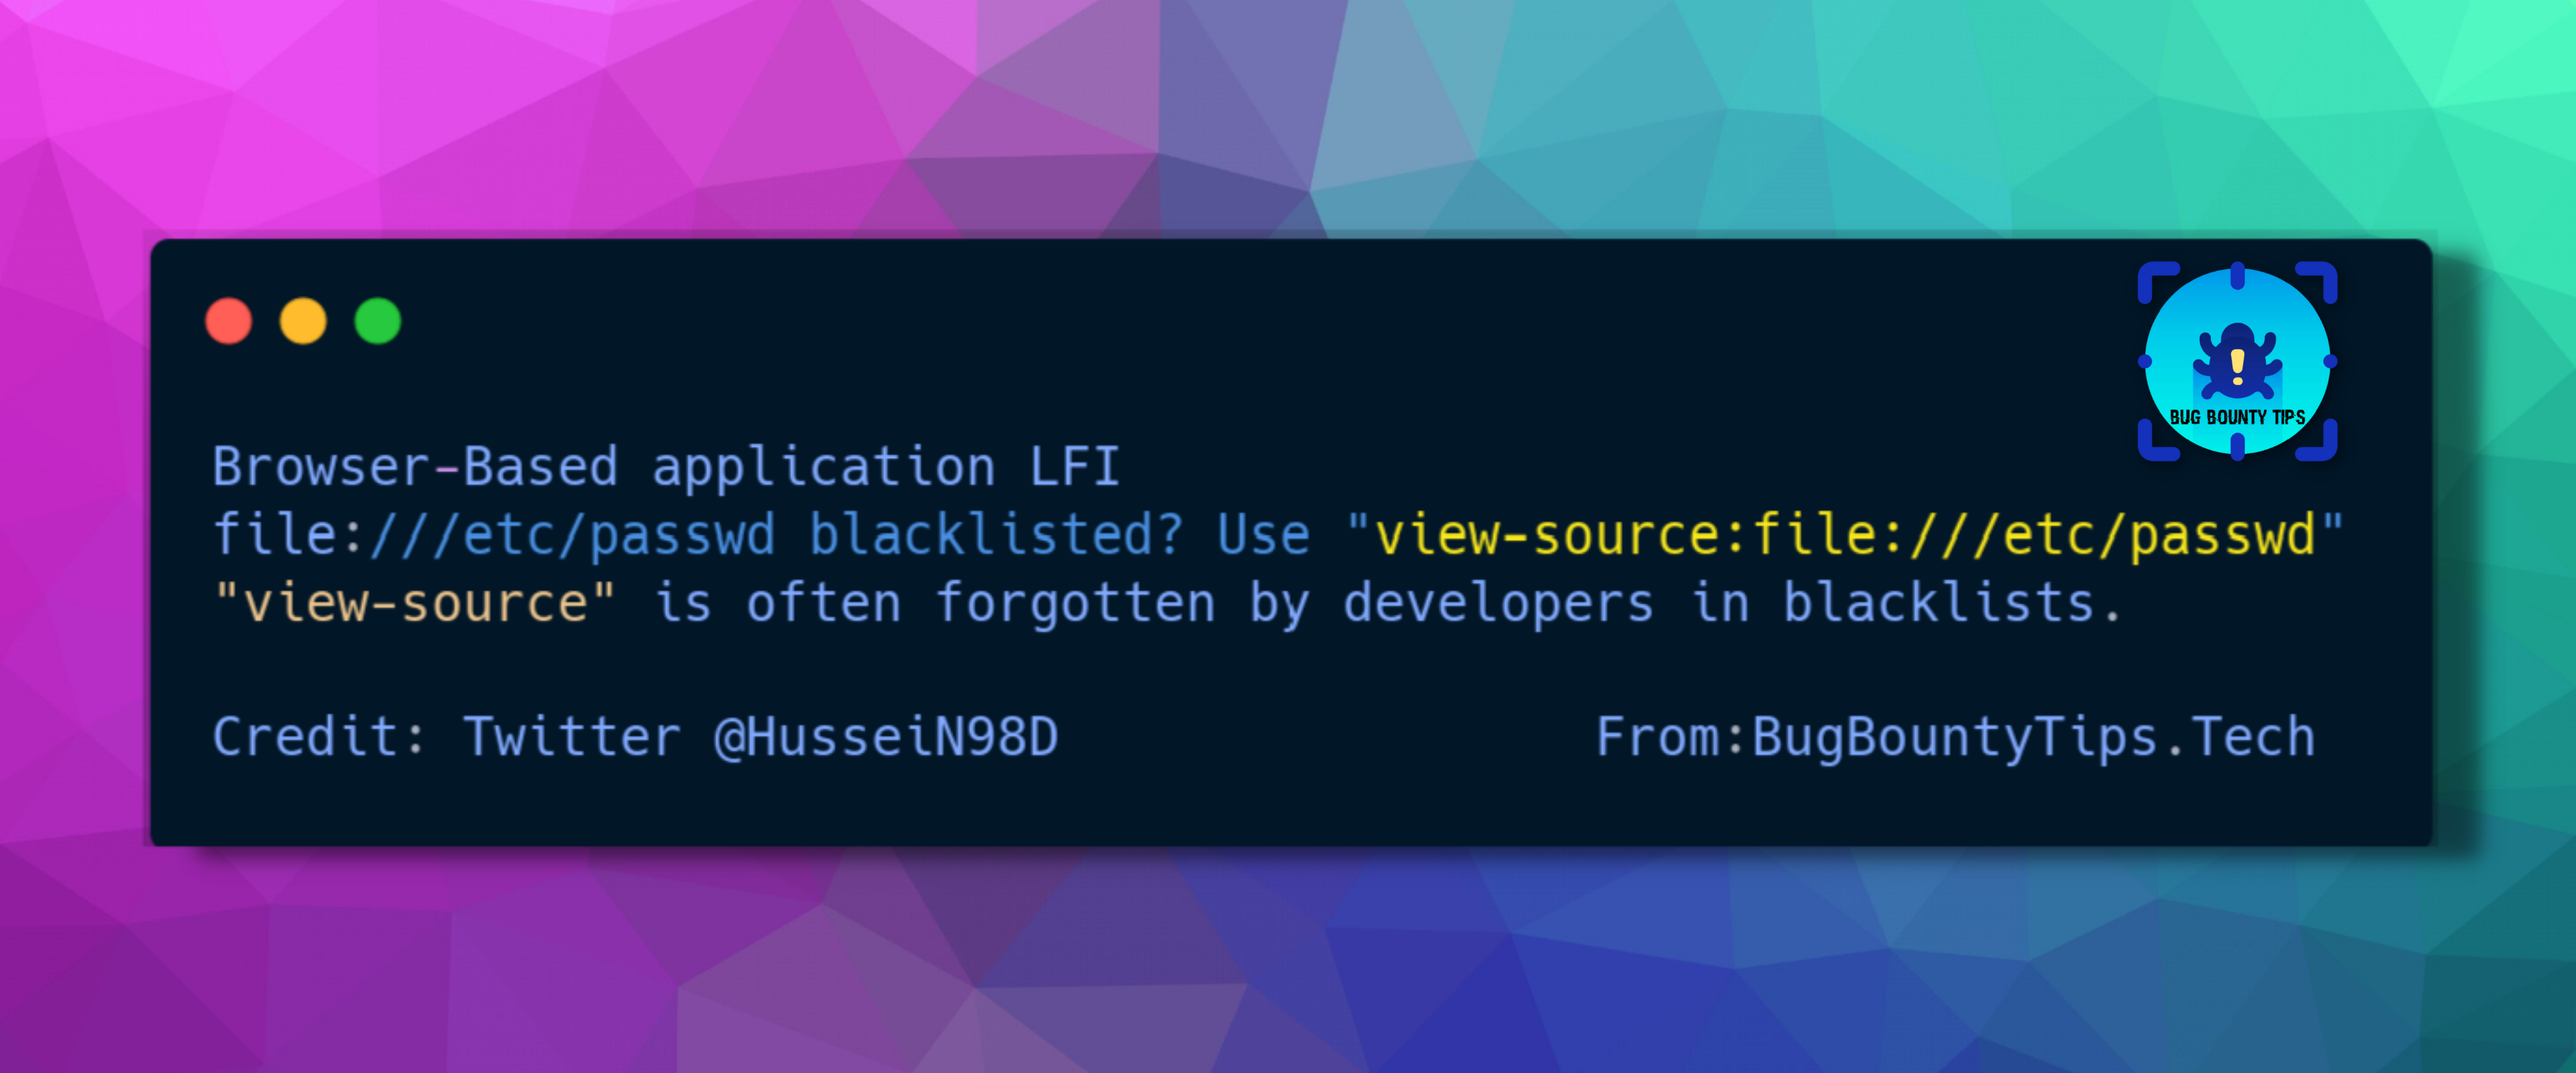 BUG BOUNTY TIPS
Browser-Based application LFI
file:///etc/passwd blacklisted? Use "view-source:file:///etc/passwd"
"view-source" is often forgotten by developers in blacklists.
Credit: Twitter @HusseiN98D From:BugBountyTips.Tech